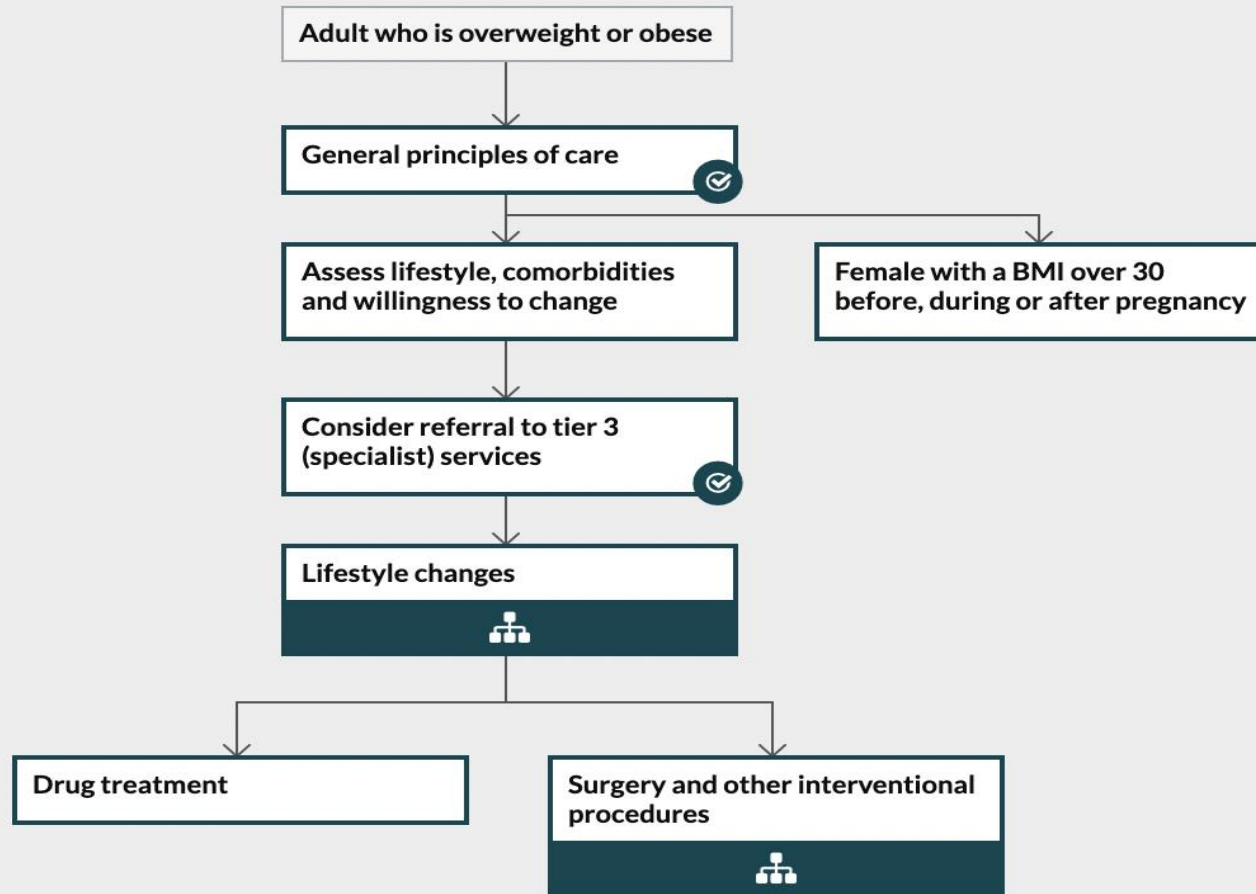 Adult who is overweight or obese
General principles of care
Assess lifestyle, comorbidities
and willingness to change
Female with a BMI over 30
before, during or after pregnancy
Consider referral to tier 3
(specialist) services
Lifestyle changes
Drug treatment
Surgery and other interventional
procedures